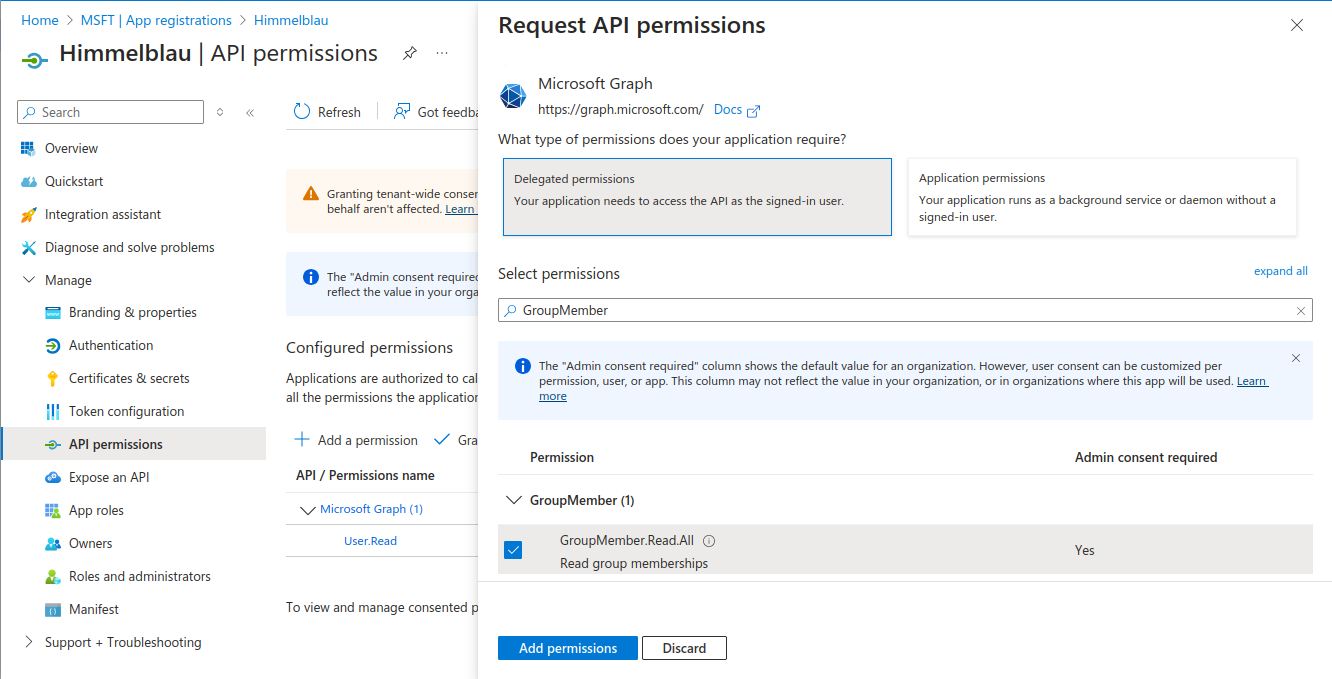 Home > MSFT | App registrations > Himmelblau
Himmelblau | API permissions
Search
Overview
Quickstart
Integration assistant
Diagnose and solve problems
Manage
Branding & properties
Authentication
Certificates & secrets
Token configuration
API permissions
Expose an API
App roles
Owners
Roles and administrators
Manifest
Support + Troubleshooting
Refresh
Got feedba
Granting tenant-wide conser
behalf aren't affected. Learn
The "Admin consent required
reflect the value in your orga
Configured permissions
Applications are authorized to cal
all the permissions the application
Add a permission
Gra
API / Permissions name
Microsoft Graph (1)
User.Read
To view and manage consented p
Request API permissions
Microsoft Graph
https://graph.microsoft.com/ Docs
What type of permissions does your application require?
Delegated permissions
Your application needs to access the API as the signed-in user.
Application permissions
Your application runs as a background service or daemon without a
signed-in user.
Select permissions
expand all
GroupMember
The "Admin consent required" column shows the default value for an organization. However, user consent can be customized per
permission, user, or app. This column may not reflect the value in your organization, or in organizations where this app will be used. Learn
more
Permission
Admin consent required
GroupMember (1)
GroupMember.Read.All
Read group memberships
Yes
Add permissions
Discard